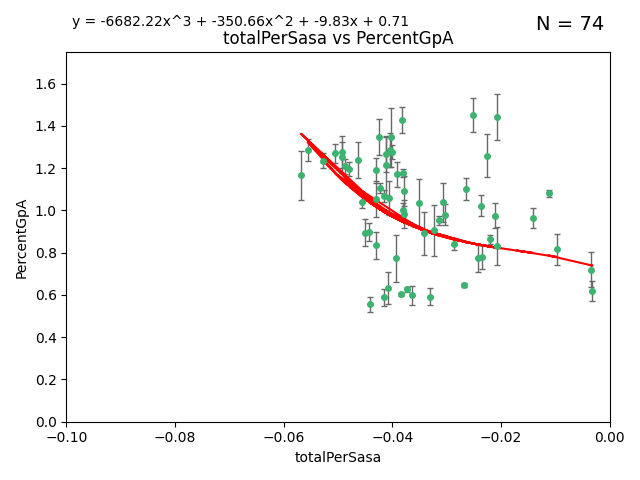 y = -6682.22x^3 + -350.66x^2 + -9.83x + 0.71
N = 74
totalPerSasa vs PercentGpA
1.6
1.4
1.2
1.0
0.8
0.6
0.4
0.2
0.0
PercentGpA
−0.10 −0.08 −0.06 −0.04 −0.02 0.00
totalPerSasa